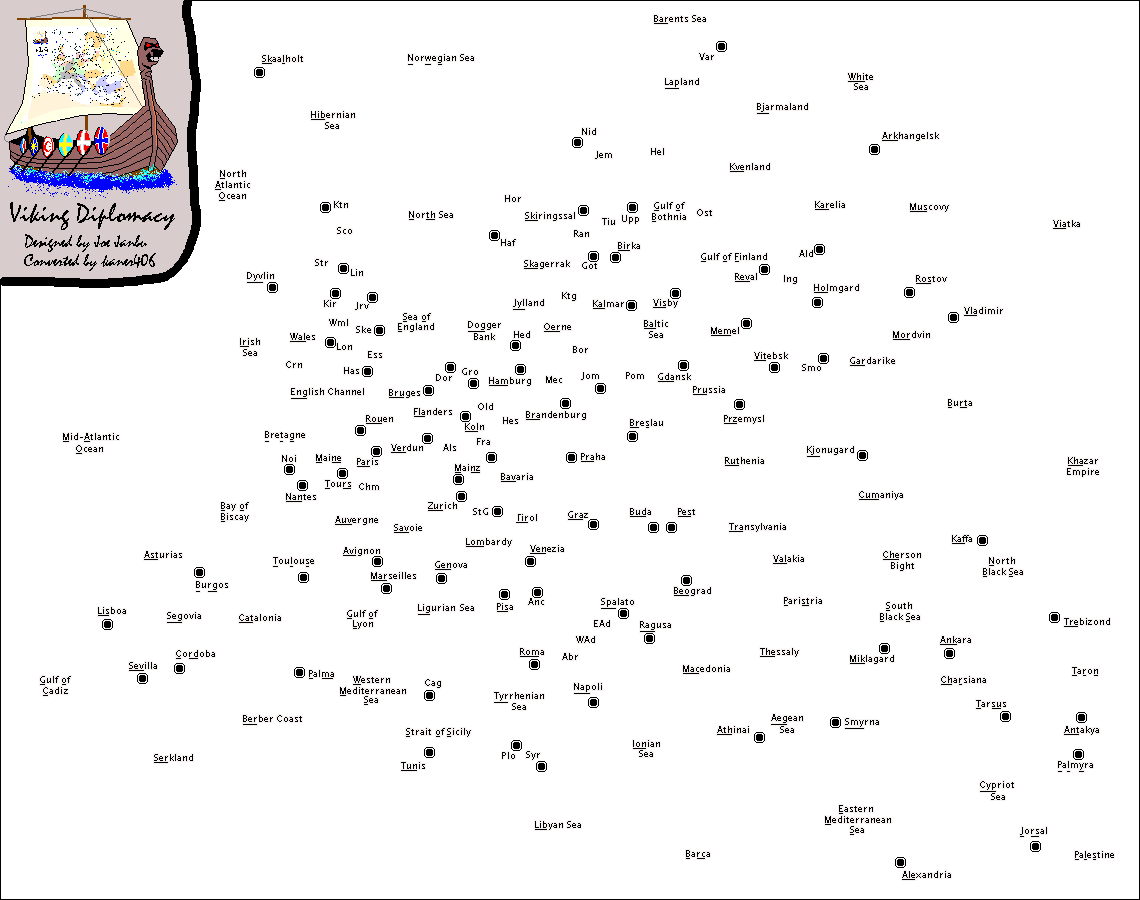 Barents Sea
Var
Skaalholt
Norwegian Sea
Lapland
White
Sea
Bjarmaland
Hibernian
Sea
Nid
Jem
Hel
Arkhangelsk
Kvenland
North
Atlantic
Ocean
Viking Diplomacy
Designed by Joe Janbu
Converted by kaner406
Ktn
North Sea
Hor
Skiringssal
Tiu
Upp
Gulf of
Bothnia
Ost
Karelia
Muscovy
Viatka
Sco
Haf
Ran
Birka
Str
Lin
Skagerrak
Got
Gulf of Finland
Ald
Dyvlin
Reval
Ing
Holmgard
Rostov
Kir
Jrv
Jylland
Ktg
Kalmar
Visby
Vladimir
Wml
Ske
Sea of
England
Dogger
Bank
Oerne
Baltic
Sea
Memel
Mordvin
Irish
Sea
Wales
Lon
Hed
Ess
Bor
Vitebsk
Smo
Gardarike
Crn
Has
Dor
Gro
Hamburg
Mec
Jom
Pom
Gdansk
English Channel
Bruges
Prussia
Burta
Flanders
Old
Brandenburg
Przemysl
Rouen
Koln
Hes
Breslau
Mid-Atlantic
Ocean
Bretagne
Verdun
Als
Fra
Kjonugard
Noi
Maine
Paris
Mainz
Praha
Ruthenia
Khazar
Empire
Tours
Chm
Bavaria
Nantes
Zurich
StG
Cumaniya
Bay of
Biscay
Auvergne
Savoie
Tirol
Graz
Buda
Pest
Transylvania
Asturias
Toulouse
Avignon
Lombardy
Venezia
Kaffa
Burgos
Marseilles
Genova
Valakia
Cherson
Bight
North
Black Sea
Beograd
Lisboa
Segovia
Catalonia
Gulf of
Lyon
Ligurian Sea
Pisa
Anc
Spalato
Paristria
South
Black Sea
Trebizond
EAd
Ragusa
WAd
Cordoba
Sevilla
Roma
Abr
Thessaly
Miklagard
Ankara
Gulf of
Cadiz
Palma
Western
Mediterranean
Sea
Cag
Tyrrhenian
Sea
Napoli
Macedonia
Charsiana
Taron
Berber Coast
Strait of Sicily
Athinai
Aegean
Sea
Smyrna
Tarsus
Antakya
Serkland
Tunis
Plo
Syr
Ionian
Sea
Palmyra
Cypriot
Sea
Libyan Sea
Eastern
Mediterranean
Sea
Jorsal
Barca
Palestine
Alexandria